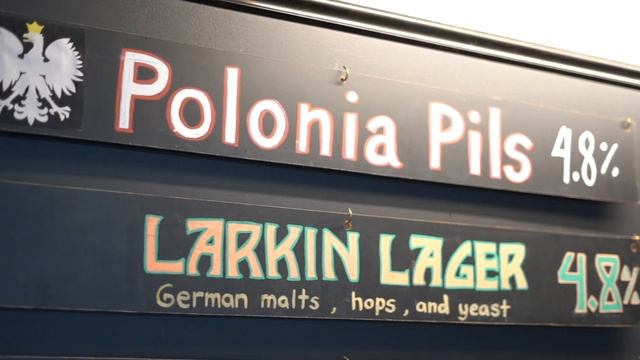 Polonia Pils 4.8%
LARKIN LAGER 4.8%
German malts, hops, and yeast